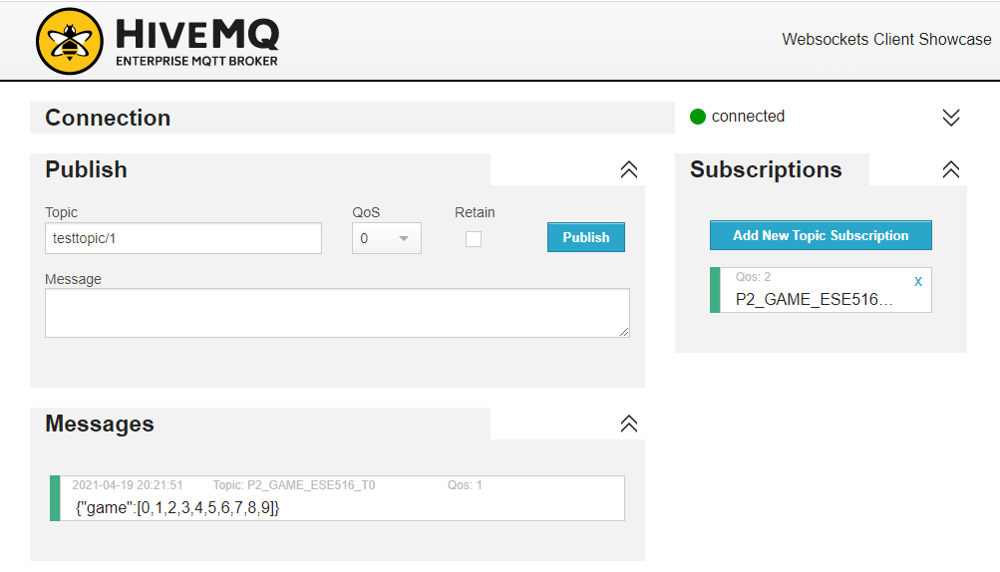 HIVEMQ
ENTERPRISE MQTT BROKER
Websockets Client Showcase
Connection
connected
Publish
Topic
QoS
Retain
testtopic/1
0
Publish
Message
Subscriptions
Add New Topic Subscription
Qos: 2
x
P2_GAME_ESE516...
Messages
2021-04-19 20:21:51 Topic: P2_GAME_ESE516_T0 Qos: 1
{"game":[0,1,2,3,4,5,6,7,8,9]}